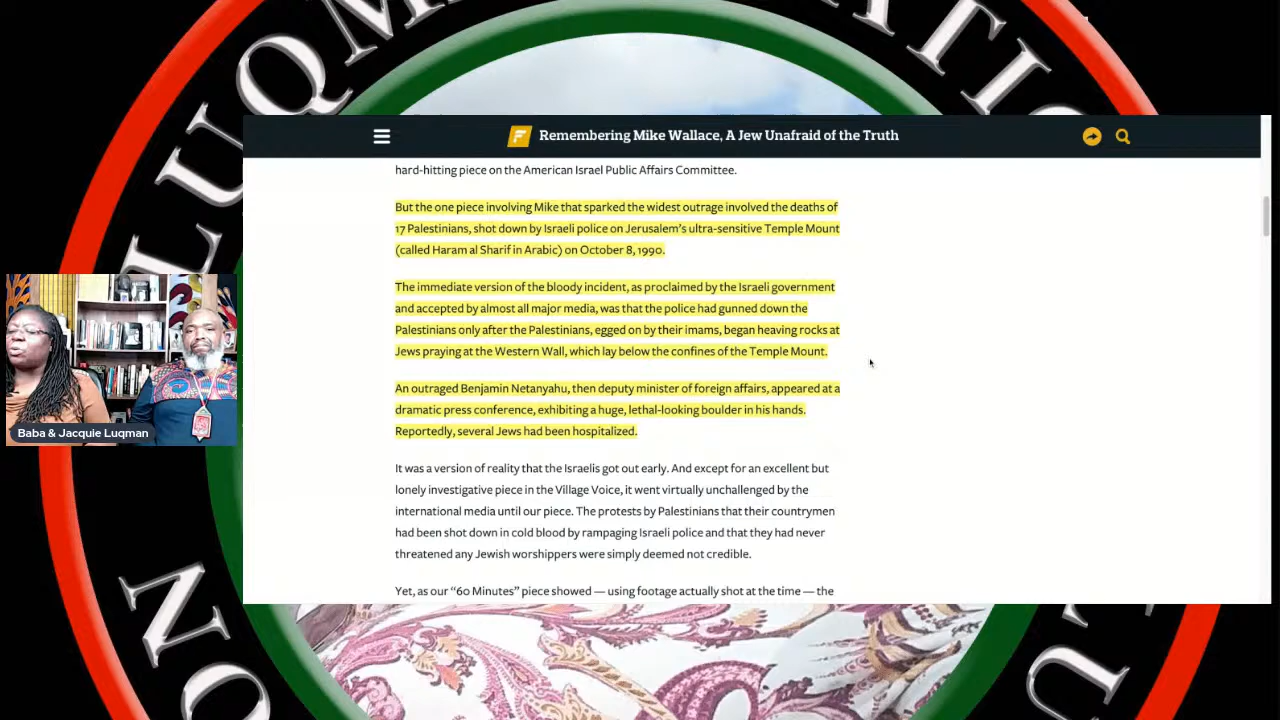 LUQM
ATIO
F
Remembering Mike Wallace, A Jew Unafraid of the Truth
hard-hitting piece on the American Israel Public Affairs Committee.
But the one piece involving Mike that sparked the widest outrage involved the deaths of
17 Palestinians, shot down by Israeli police on Jerusalem’s ultra-sensitive Temple Mount
(called Haram al Sharif in Arabic) on October 8, 1990.
The immediate version of the bloody incident, as proclaimed by the Israeli government
and accepted by almost all major media, was that the police had gunned down the
Palestinians only after the Palestinians, egged on by their imams, began heaving rocks at
Jews praying at the Western Wall, which lay below the confines of the Temple Mount.
An outraged Benjamin Netanyahu, then deputy minister of foreign affairs, appeared at a
dramatic press conference, exhibiting a huge, lethal-looking boulder in his hands.
Reportedly, several Jews had been hospitalized.
It was a version of reality that the Israelis got out early. And except for an excellent but
lonely investigative piece in the Village Voice, it went virtually unchallenged by the
international media until our piece. The protests by Palestinians that their countrymen
had been shot down in cold blood by rampaging Israeli police and that they had never
threatened any Jewish worshippers were simply deemed not credible.
Yet, as our “60 Minutes” piece showed — using footage actually shot at the time — the
Baba & Jacquie Luqman
NO
UT